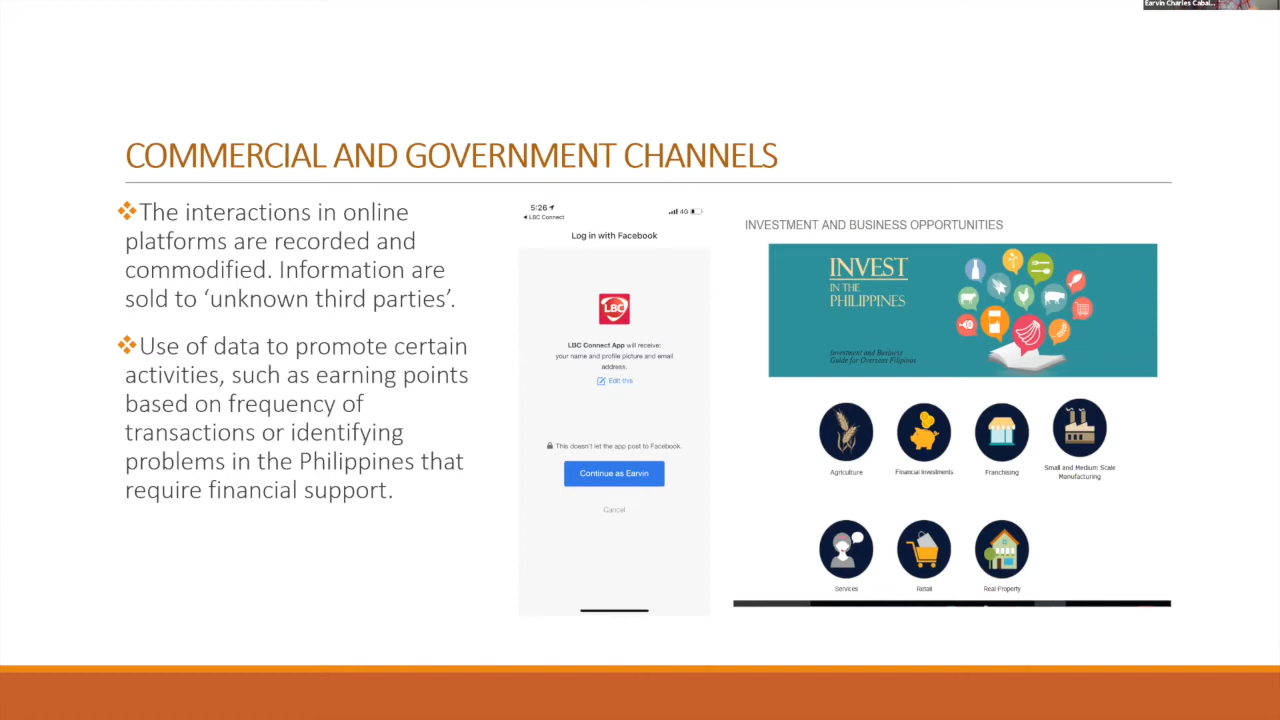 Earvin Charles Cabal...
COMMERCIAL AND GOVERNMENT CHANNELS
The interactions in online
platforms are recorded and
commodified. Information are
sold to ‘unknown third parties’.
Use of data to promote certain
activities, such as earning points
based on frequency of
transactions or identifying
problems in the Philippines that
require financial support.
5:26
4G
LBC Connect
Log in with Facebook
LBC
LBC Connect App will receive:
your name and profile picture and email
address.
Edit this
This doesn't let the app post to Facebook.
Continue as Earvin
Cancel
INVESTMENT AND BUSINESS OPPORTUNITIES
INVEST
IN THE
PHILIPPINES
Investment and Business
Guide for Overseas Filipinos
Agriculture
Financial Investments
Franchising
Small and Medium Scale
Manufacturing
Services
Retail
Real Property